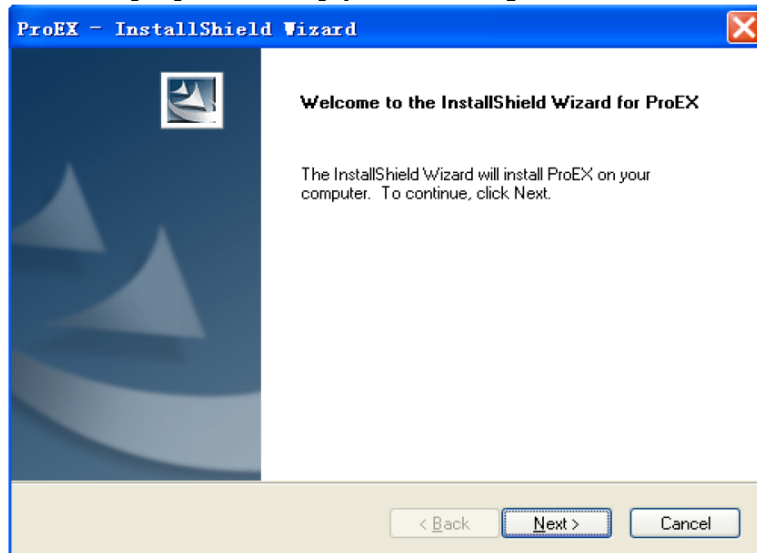 ProEX - InstallShield Wizard
Welcome to the InstallShield Wizard for ProEX
The InstallShield Wizard will install ProEX on your
computer. To continue, click Next.
< Back Next > Cancel